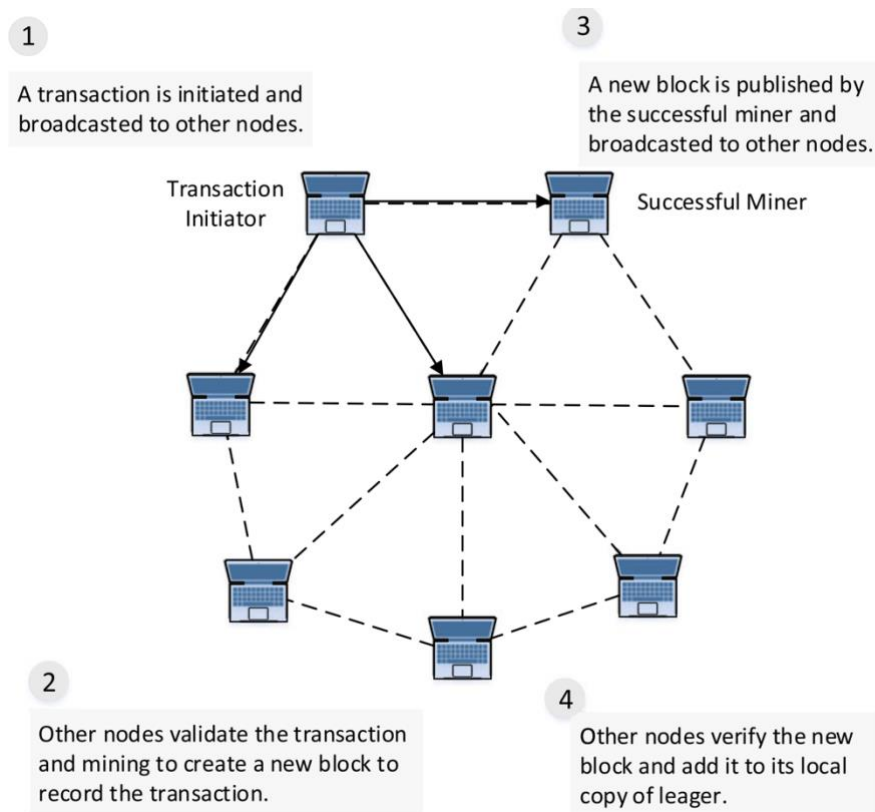 1
A transaction is initiated and
broadcasted to other nodes.
3
A new block is published by
the successful miner and
broadcasted to other nodes.
Transaction
Initiator
Successful Miner
2
Other nodes validate the transaction
and mining to create a new block to
record the transaction.
4
Other nodes verify the new
block and add it to its local
copy of leager.